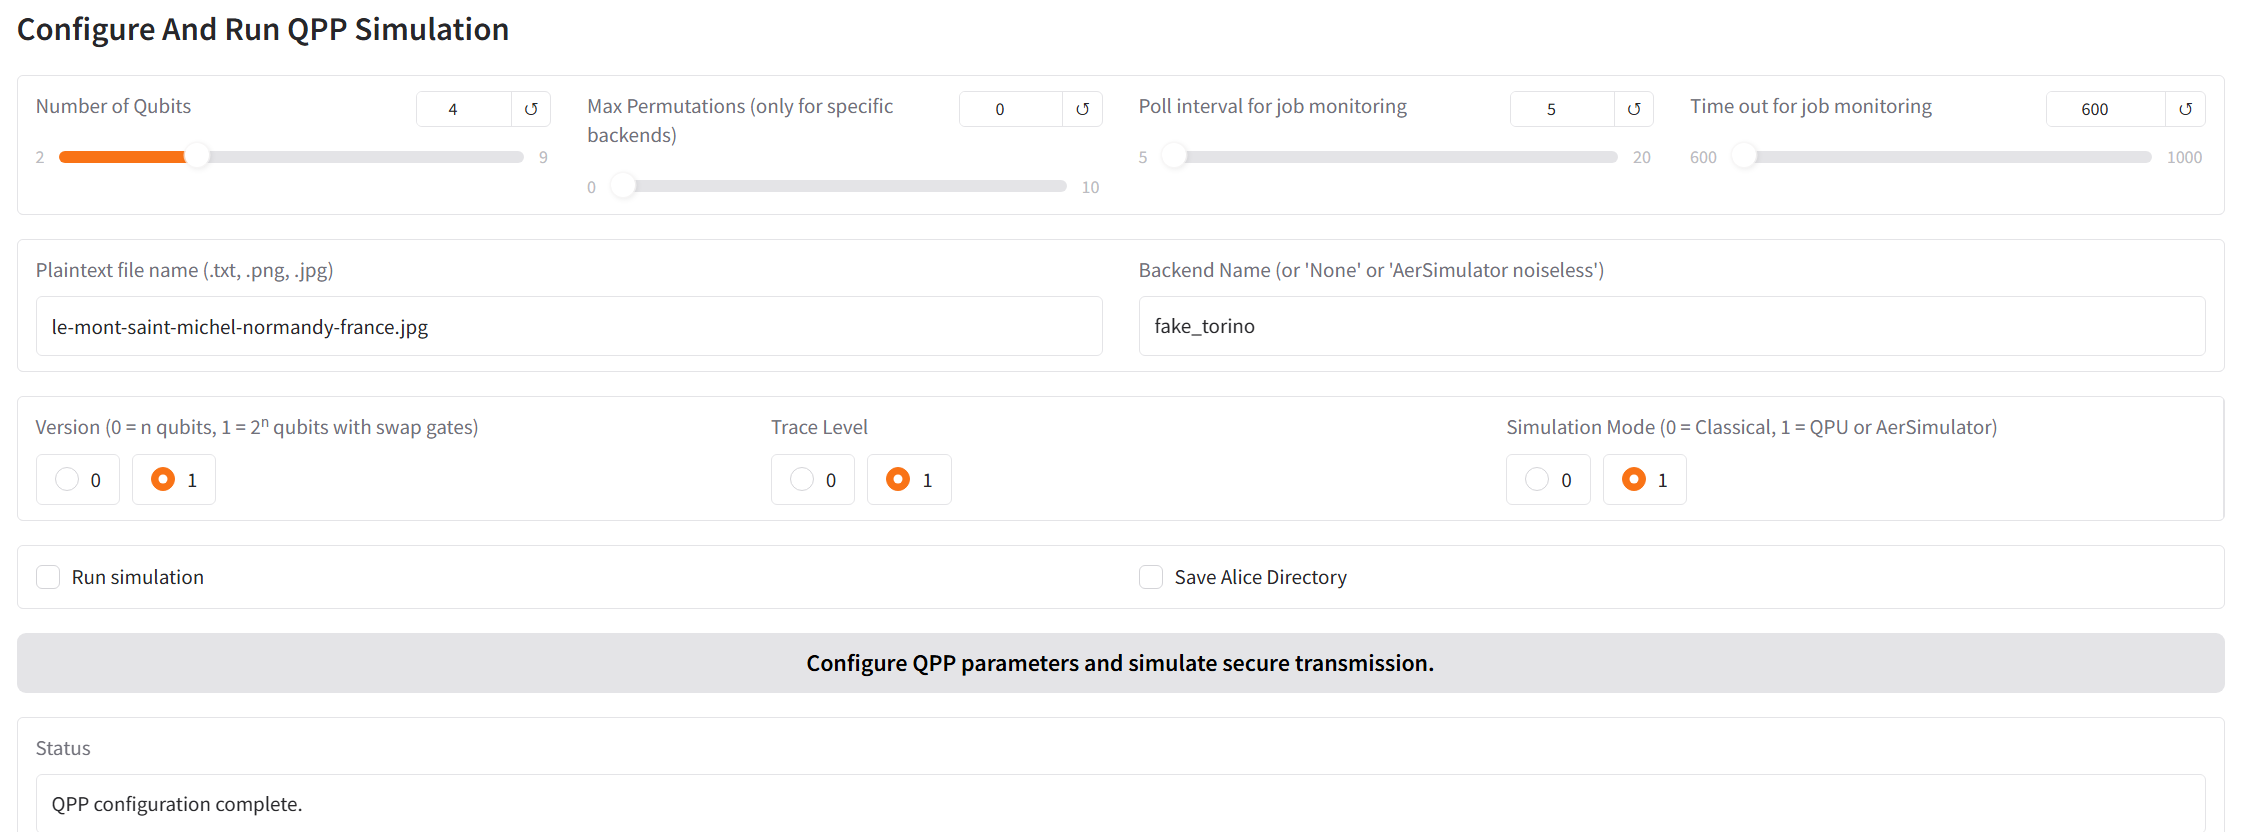 Configure And Run QPP Simulation
Number of Qubits
4
↺
2
9
Max Permutations (only for specific
backends)
0
↺
0
10
Poll interval for job monitoring
5
↺
5
20
Time out for job monitoring
600
↺
600
1000
Plaintext file name (.txt, .png, .jpg)
le-mont-saint-michel-normandy-france.jpg
Backend Name (or 'None' or 'AerSimulator noiseless')
fake_torino
Version (0 = n qubits, 1 = 2ⁿ qubits with swap gates)
0
1
Trace Level
0
1
Simulation Mode (0 = Classical, 1 = QPU or AerSimulator)
0
1
Run simulation
Save Alice Directory
Configure QPP parameters and simulate secure transmission.
Status
QPP configuration complete.